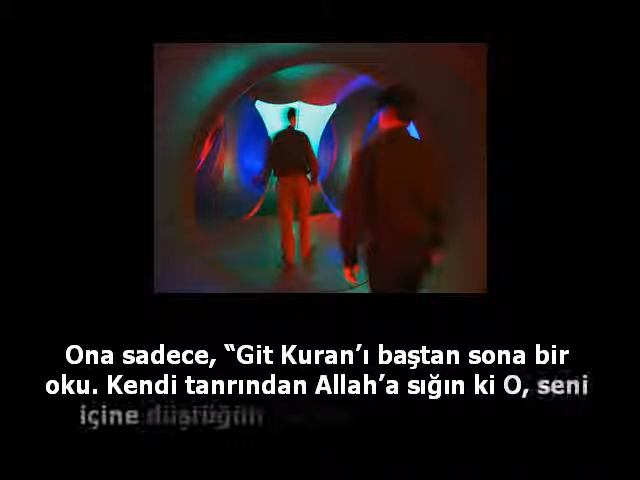 Ona sadece, “Git Kuran’ı baştan sona bir
oku. Kendi tanrından Allah’a sığın ki O, seni
içine düştüğün